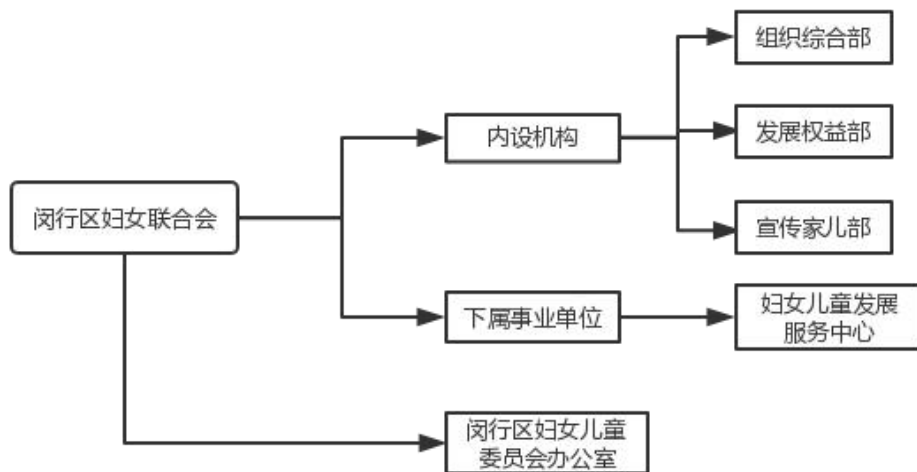 组织综合部
内设机构
发展权益部
闵行区妇女联合会
宣传家儿部
下属事业单位
妇女儿童发展
服务中心
闵行区妇女儿童
委员会办公室